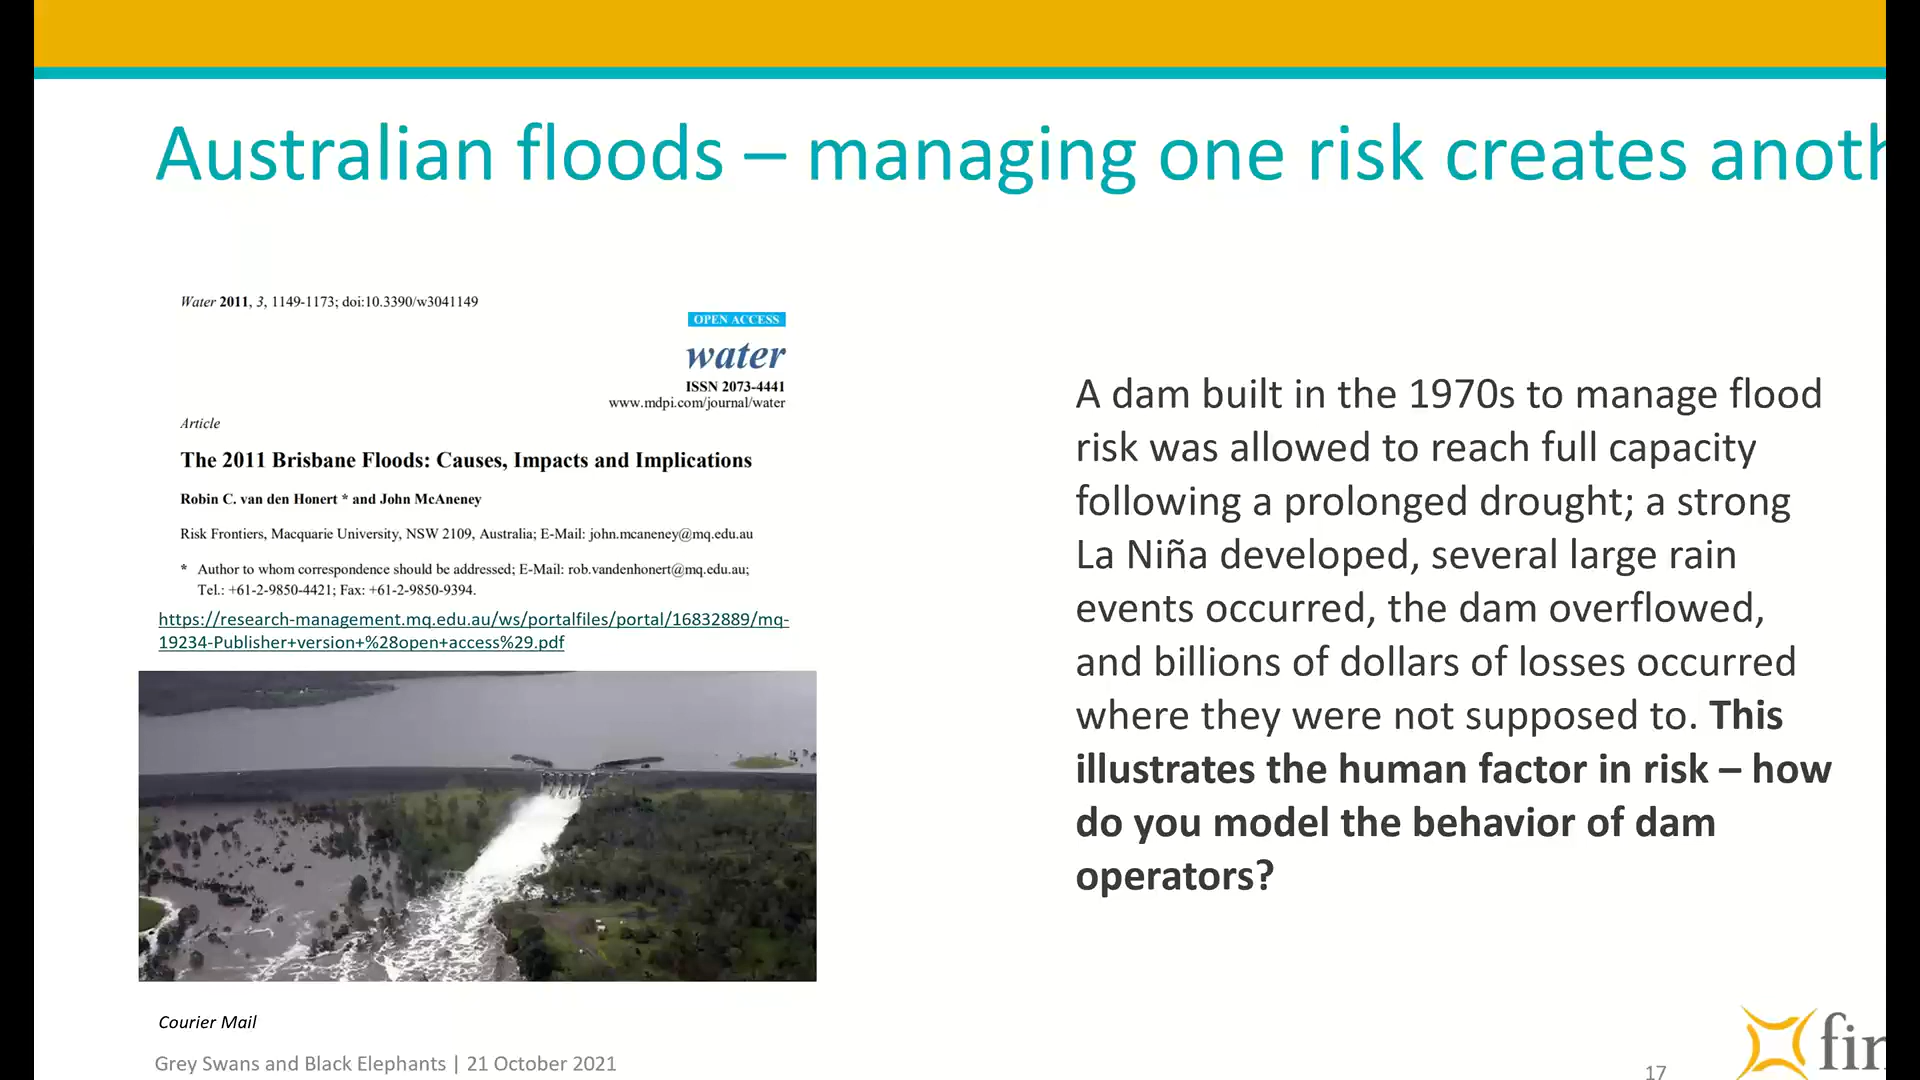 Australian floods – managing one risk creates anoth
Water 2011, 3, 1149-1173; doi:10.3390/w3041149
OPEN ACCESS
water
ISSN 2073-4441
www.mdpi.com/journal/water
Article
The 2011 Brisbane Floods: Causes, Impacts and Implications
Robin C. van den Honert * and John McAneney
Risk Frontiers, Macquarie University, NSW 2109, Australia; E-Mail: john.mcaneney@mq.edu.au
* Author to whom correspondence should be addressed; E-Mail: rob.vandenhonert@mq.edu.au;
Tel.: +61-2-9850-4421; Fax: +61-2-9850-9394.
https://research-management.mq.edu.au/ws/portalfiles/portal/16832889/mq-
19234-Publisher+version+%28open+access%29.pdf
A dam built in the 1970s to manage flood
risk was allowed to reach full capacity
following a prolonged drought; a strong
La Niña developed, several large rain
events occurred, the dam overflowed,
and billions of dollars of losses occurred
where they were not supposed to. This
illustrates the human factor in risk – how
do you model the behavior of dam
operators?
Courier Mail
Grey Swans and Black Elephants | 21 October 2021
17
fin